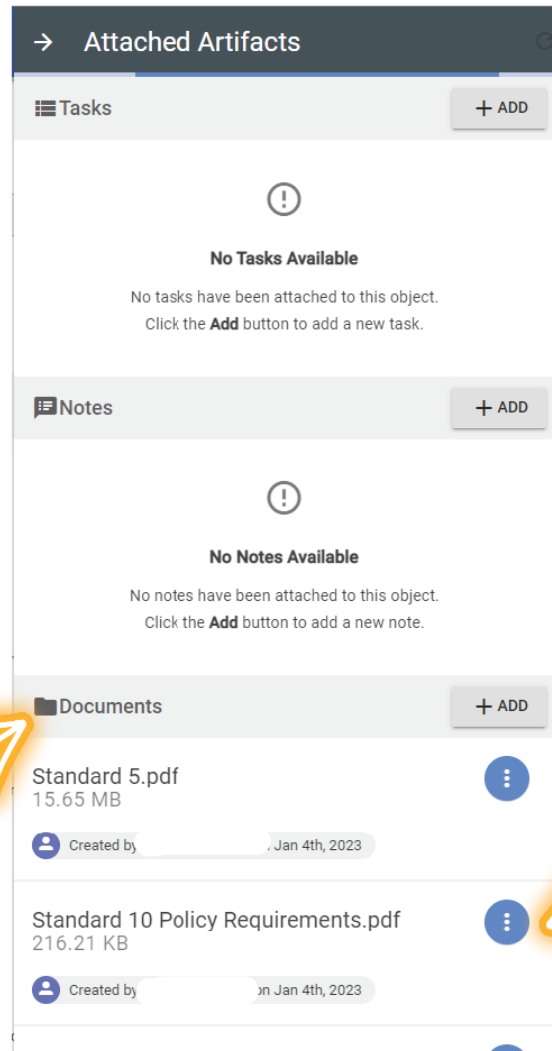 Attached Artifacts
Tasks
+ ADD
No Tasks Available
No tasks have been attached to this object.
Click the Add button to add a new task.
Notes
+ ADD
No Notes Available
No notes have been attached to this object.
Click the Add button to add a new note.
Documents
+ ADD
Standard 5.pdf
15.65 MB
Created by Jan 4th, 2023
Standard 10 Policy Requirements.pdf
216.21 KB
Created by on Jan 4th, 2023